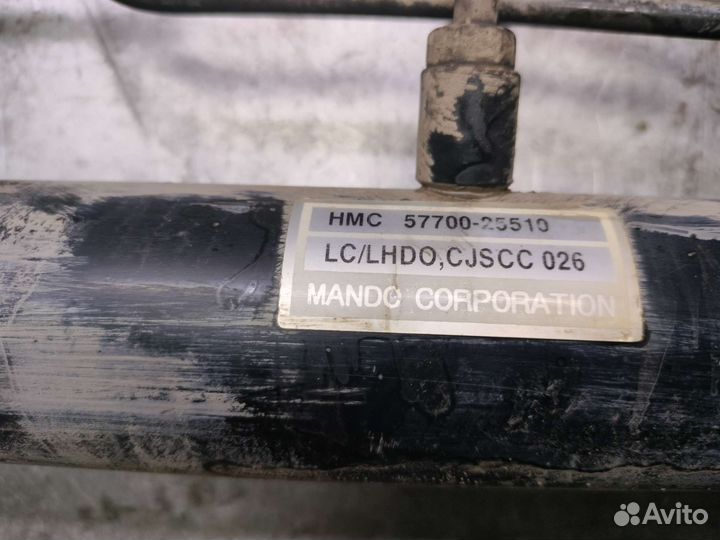 HMC 57700-25510
LC/LHDO,CJSCC 026
MANDO CORPORATION
Avito